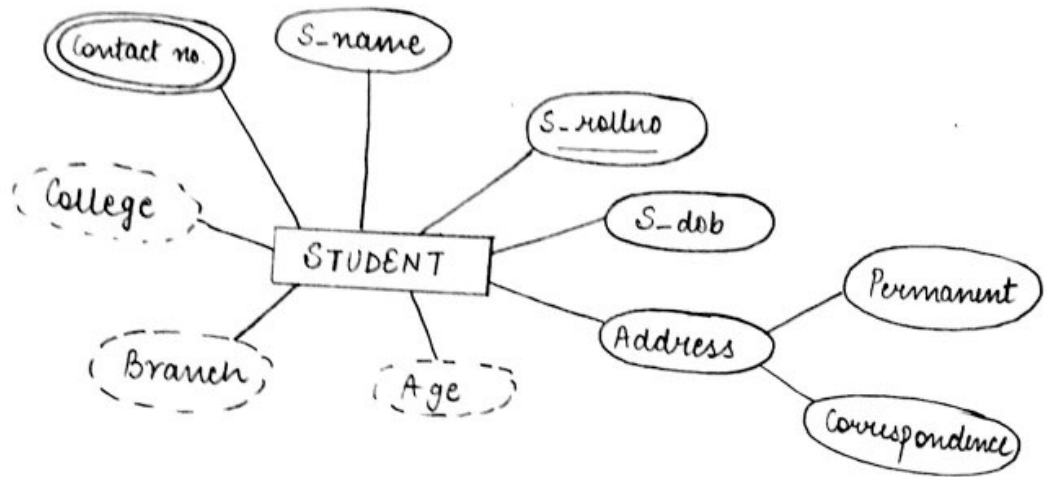 Contact no.
S_name
S_rollno
College
S_dob
STUDENT
Permanent
Address
Branch
Age
Correspondence